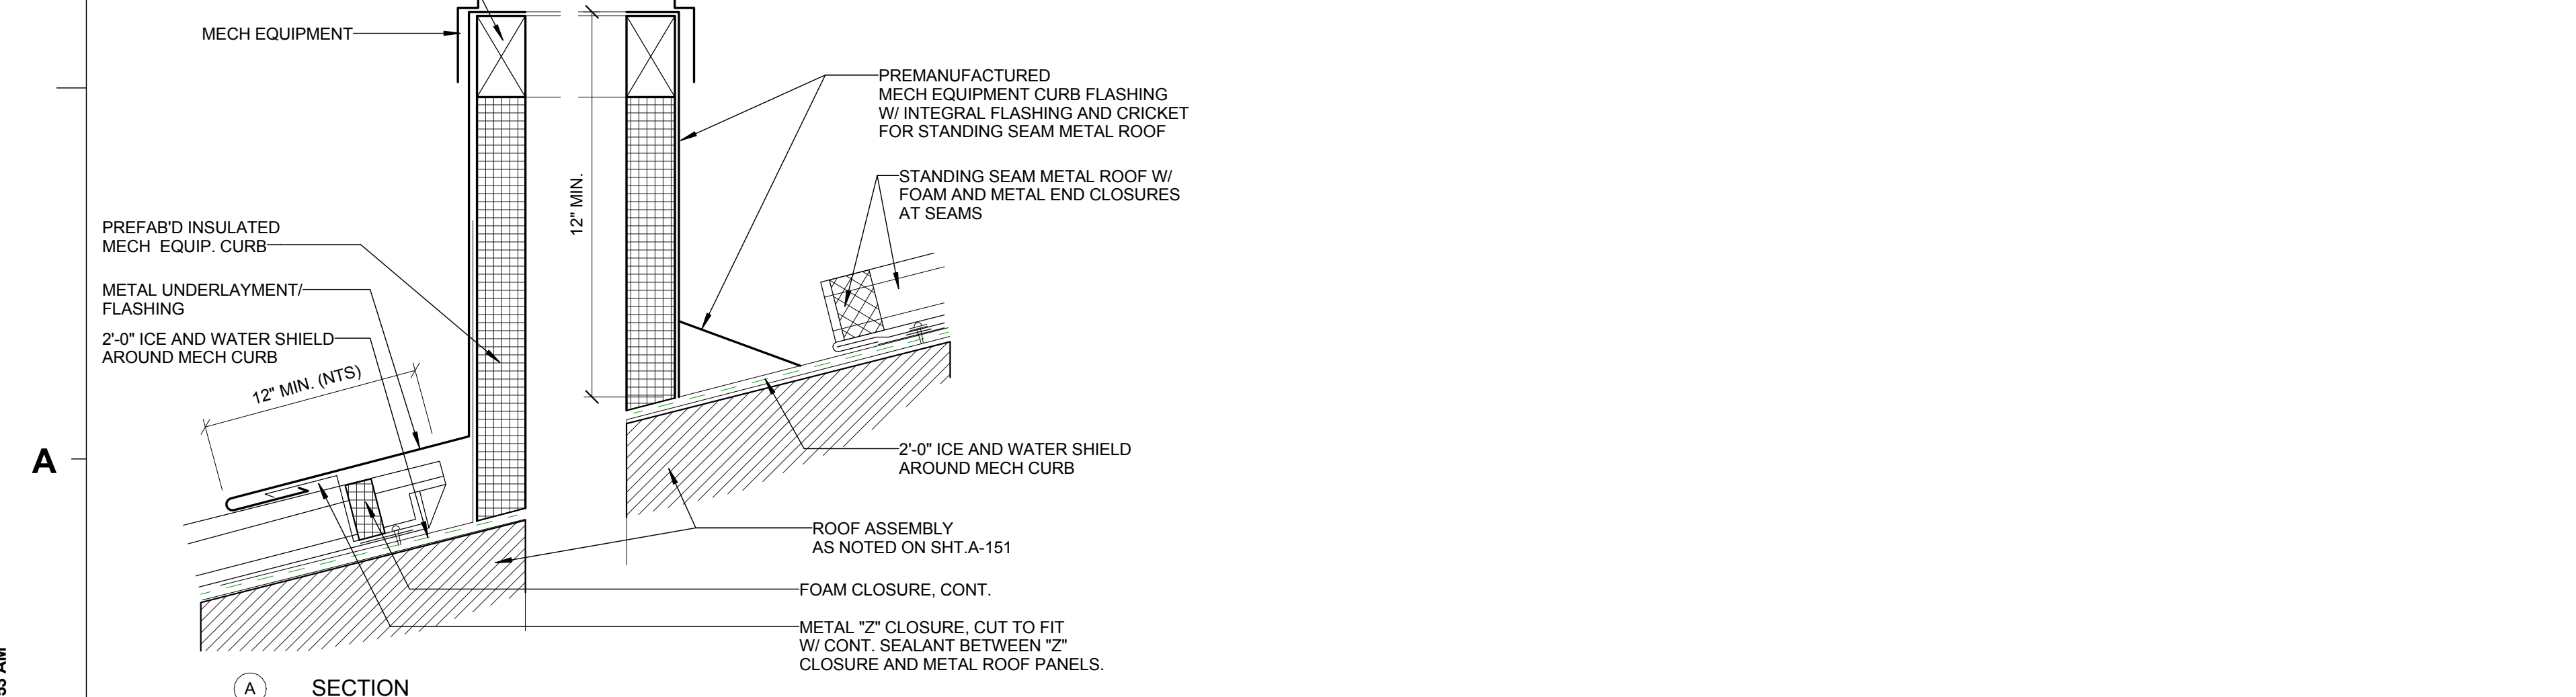 MECH EQUIPMENT
PREMANUFACTURED
MECH EQUIPMENT CURB FLASHING
W/ INTEGRAL FLASHING AND CRICKET
FOR STANDING SEAM METAL ROOF
12" MIN.
STANDING SEAM METAL ROOF W/
FOAM AND METAL END CLOSURES
AT SEAMS
PREFAB'D INSULATED
MECH EQUIP. CURB
METAL UNDERLAYMENT/
FLASHING
2'-0" ICE AND WATER SHIELD
AROUND MECH CURB
12" MIN. (NTS)
A
2'-0" ICE AND WATER SHIELD
AROUND MECH CURB
ROOF ASSEMBLY
AS NOTED ON SHT.A-151
FOAM CLOSURE, CONT.
METAL "Z" CLOSURE, CUT TO FIT
W/ CONT. SEALANT BETWEEN "Z"
CLOSURE AND METAL ROOF PANELS.
AM
A SECTION